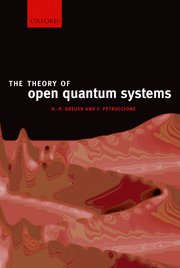 OXFORD
THE THEORY OF
open quantum systems
H.-P. BREUER AND F. PETRUCCIONE